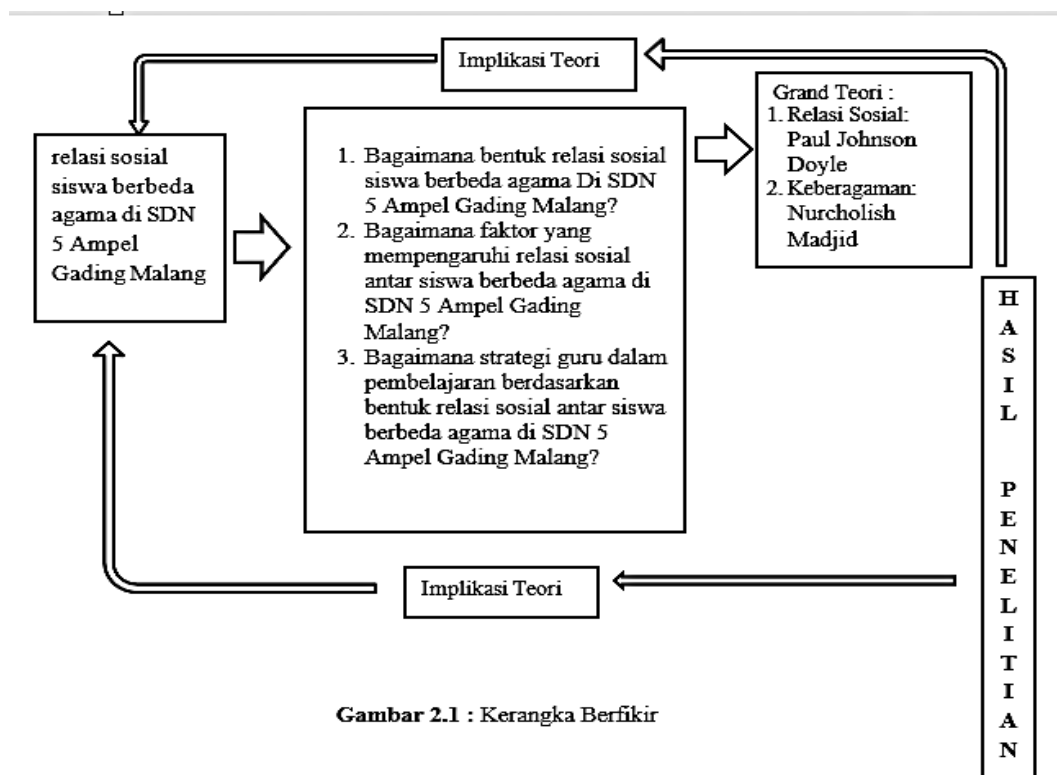 Implikasi Teori
relasi sosial
siswa berbeda
agama di SDN
5 Ampel
Gading Malang
1. Bagaimana bentuk relasi sosial
siswa berbeda agama Di SDN
5 Ampel Gading Malang?
2. Bagaimana faktor yang
mempengaruhi relasi sosial
antar siswa berbeda agama di
SDN 5 Ampel Gading
Malang?
3. Bagaimana strategi guru dalam
pembelajaran berdasarkan
bentuk relasi sosial antar siswa
berbeda agama di SDN 5
Ampel Gading Malang?
Grand Teori :
1. Relasi Sosial:
Paul Johnson
Doyle
2. Keberagaman:
Nurcholish
Madjid
H
A
S
I
L
P
E
N
E
L
I
T
I
A
N
Implikasi Teori
Gambar 2.1 : Kerangka Berfikir